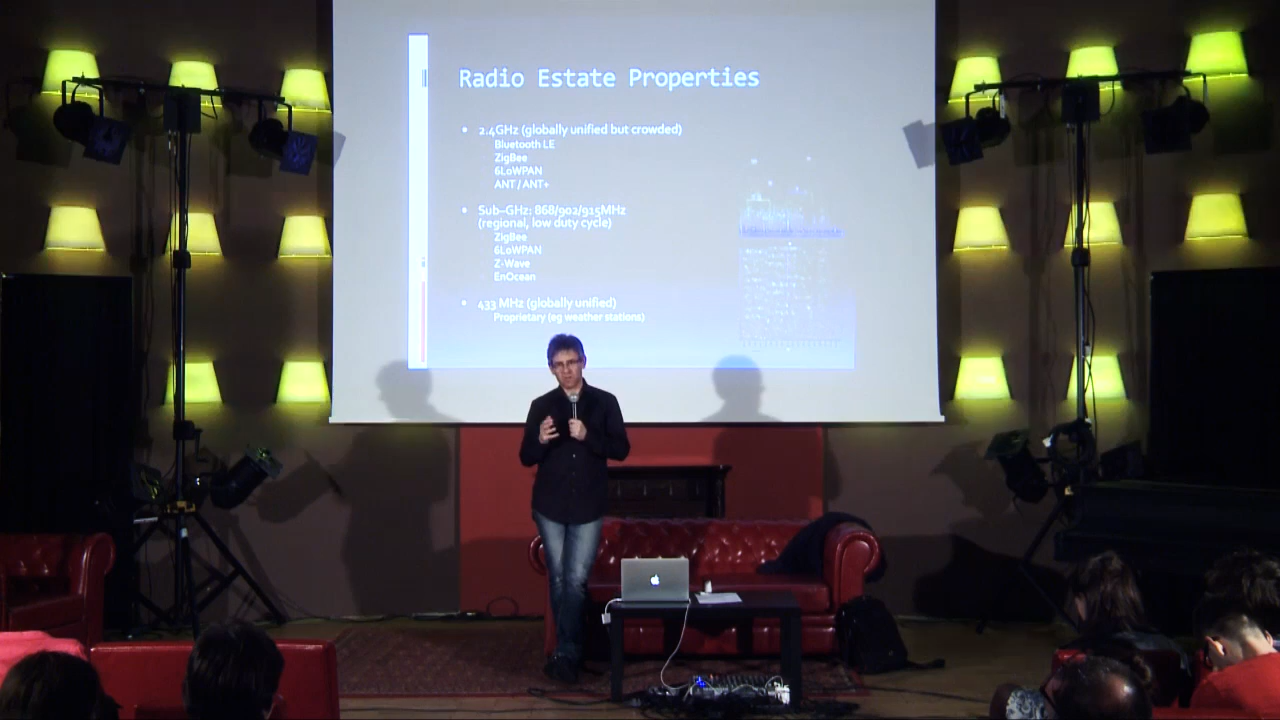 Radio Estate Properties
• 2.4GHz (globally unified but crowded)
Bluetooth LE
ZigBee
6LoWPAN
ANT / ANT+
• Sub-GHz: 868/902/915MHz
(regional, low duty cycle)
ZigBee
6LoWPAN
Z-Wave
EnOcean
• 433 MHz (globally unified)
Proprietary (eg weather stations)